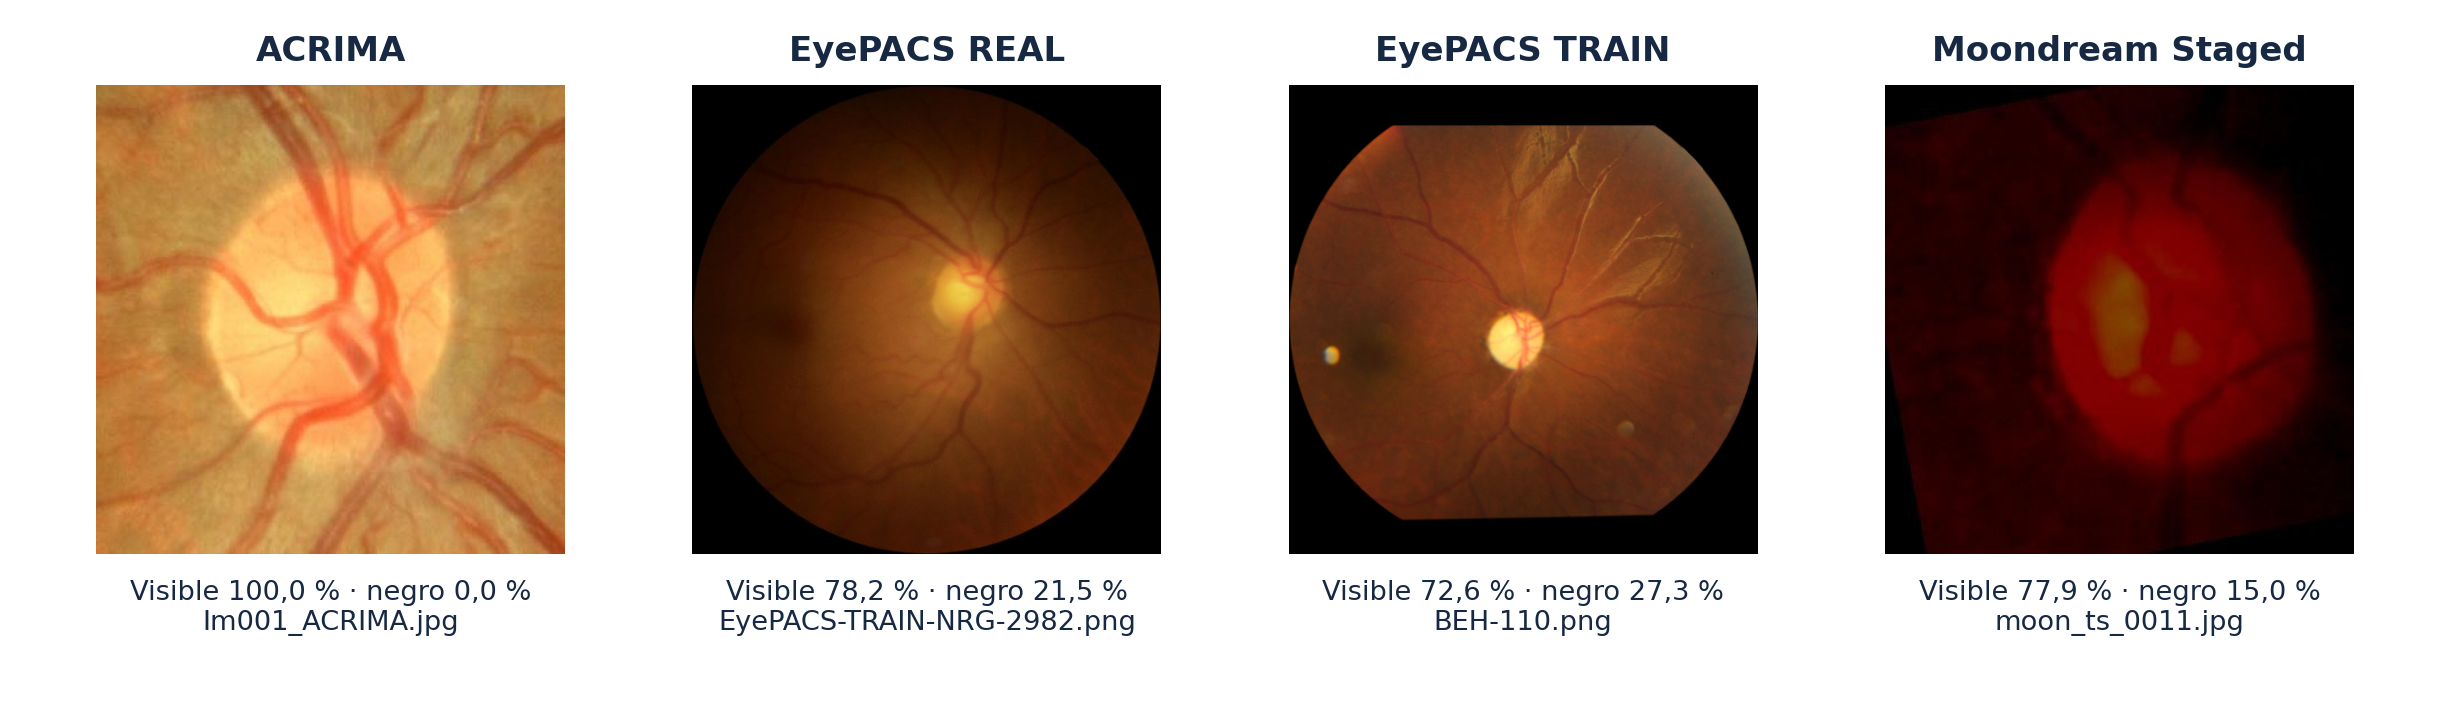 ACRIMA
EyePACS REAL
EyePACS TRAIN
Moondream Staged
Visible 100,0 % · negro 0,0 %
Im001_ACRIMA.jpg
Visible 78,2 % · negro 21,5 %
EyePACS-TRAIN-NRG-2982.png
Visible 72,6 % · negro 27,3 %
BEH-110.png
Visible 77,9 % · negro 15,0 %
moon_ts_0011.jpg